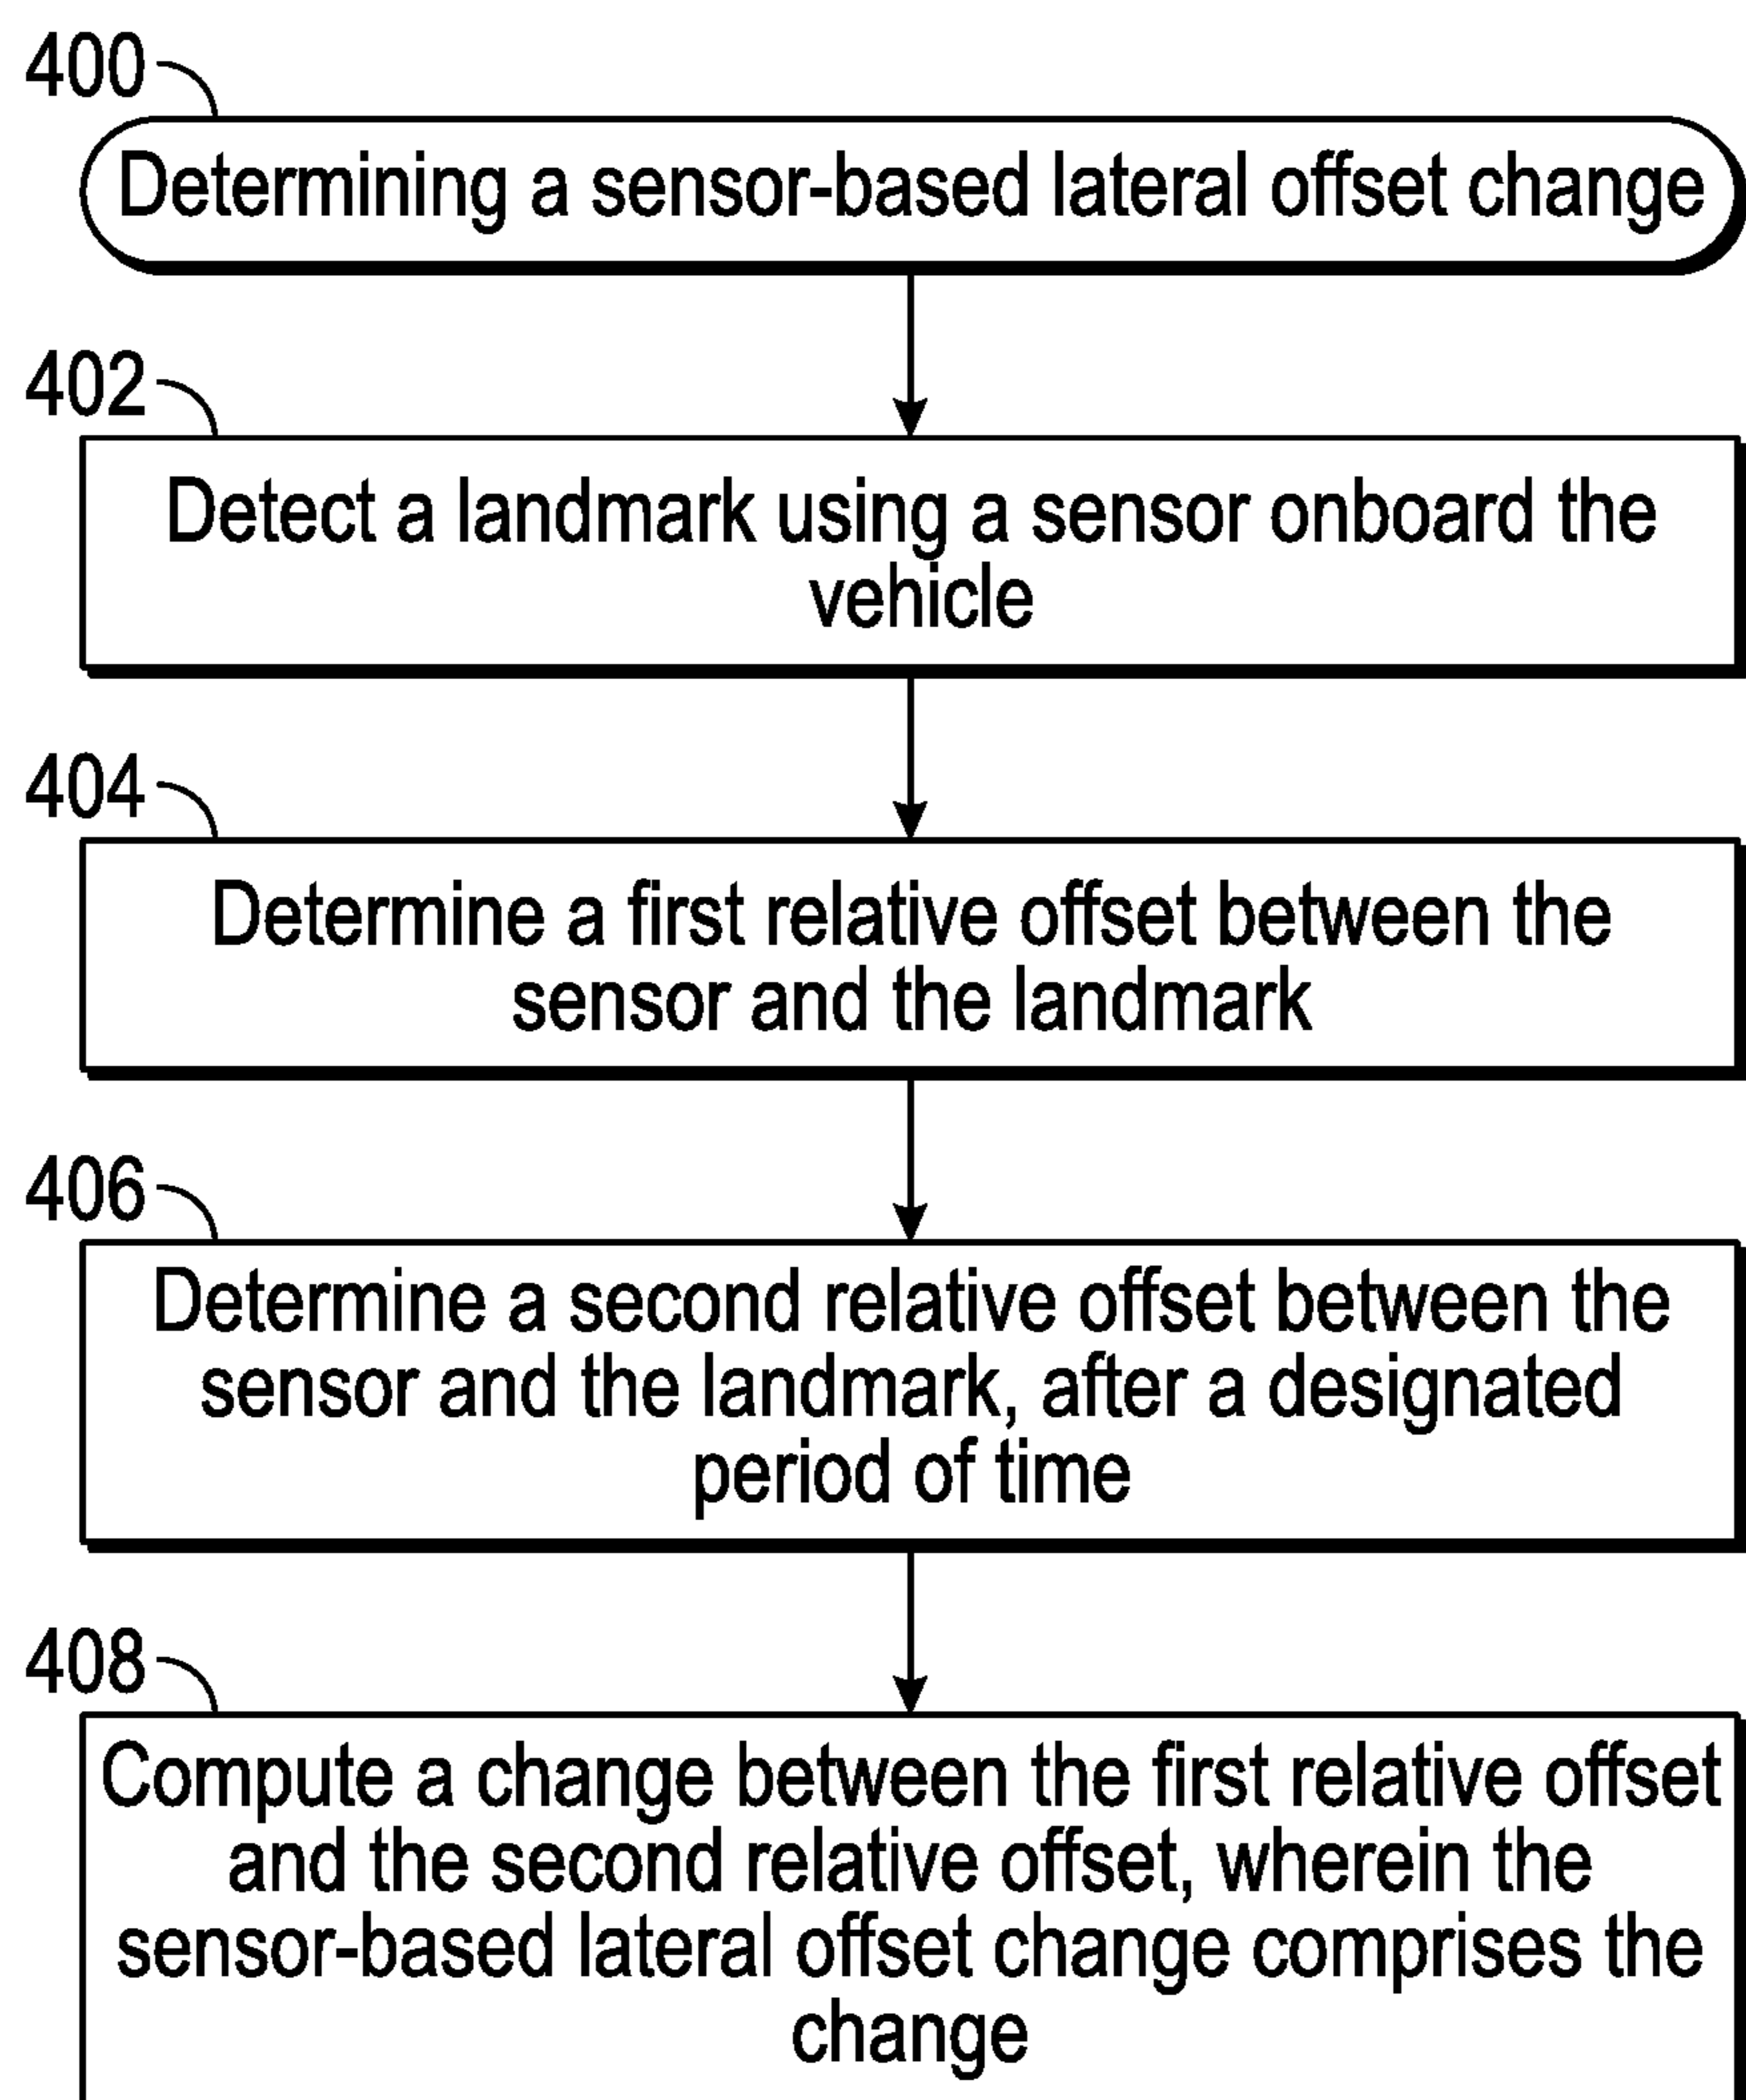 400
Determining a sensor-based lateral offset change
402
Detect a landmark using a sensor onboard the
vehicle
404
Determine a first relative offset between the
sensor and the landmark
406
Determine a second relative offset between the
sensor and the landmark, after a designated
period of time
408
Compute a change between the first relative offset
and the second relative offset, wherein the
sensor-based lateral offset change comprises the
change